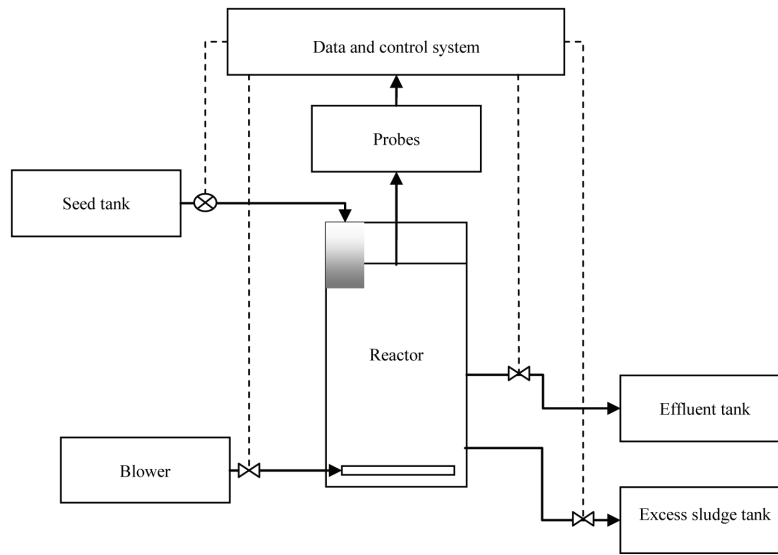 Data and control system
Probes
Seed tank
Reactor
Effluent tank
Blower
Excess sludge tank